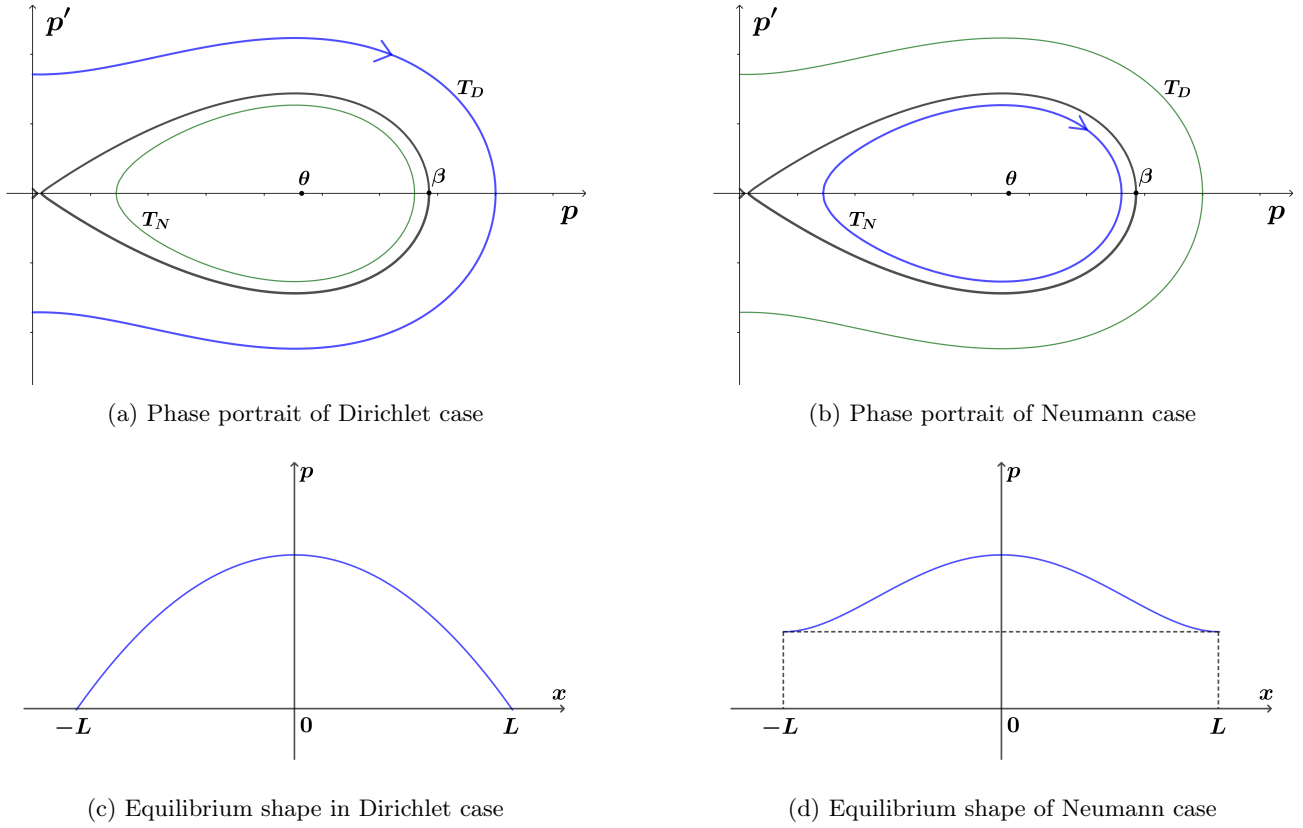 p′
T_D
θ
β
T_N
p
(a) Phase portrait of Dirichlet case
p′
T_D
θ
β
T_N
p
(b) Phase portrait of Neumann case
p
x
−L
0
L
(c) Equilibrium shape in Dirichlet case
p
x
−L
0
L
(d) Equilibrium shape of Neumann case